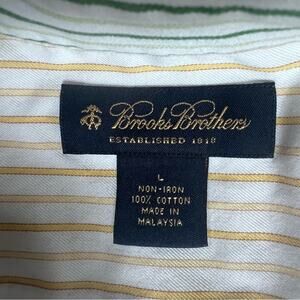 Brooks Brothers
ESTABLISHED 1818
L
NON-IRON
100% COTTON
MADE IN
MALAYSIA